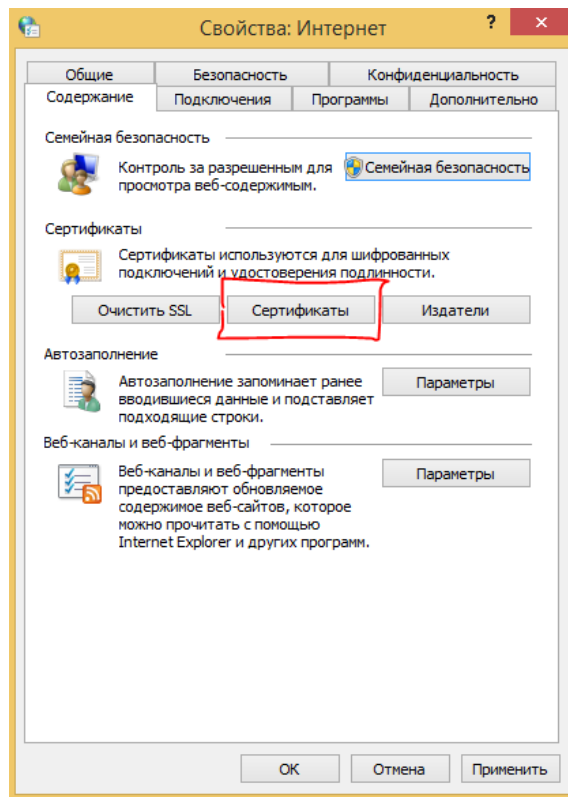 Свойства: Интернет
?
×
Общие Безопасность Конфиденциальность
Содержание Подключения Программы Дополнительно
Семейная безопасность
Контроль за разрешенным для
просмотра веб-содержимым.
Семейная безопасность
Сертификаты
Сертификаты используются для шифрованных
подключений и удостоверения подлинности.
Очистить SSL Сертификаты Издатели
Автозаполнение
Автозаполнение запоминает ранее
вводившиеся данные и подставляет
подходящие строки.
Параметры
Веб-каналы и веб-фрагменты
Веб-каналы и веб-фрагменты
предоставляют обновляемое
содержимое веб-сайтов, которое
можно прочитать с помощью
Internet Explorer и других программ.
Параметры
ОК Отмена Применить